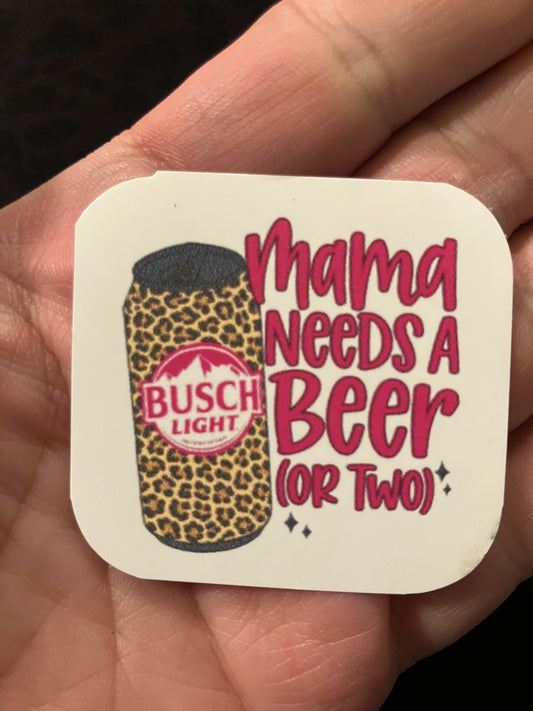 Mama
NeeDS A
Beer
(OR TWO)
BUSCH
LIGHT